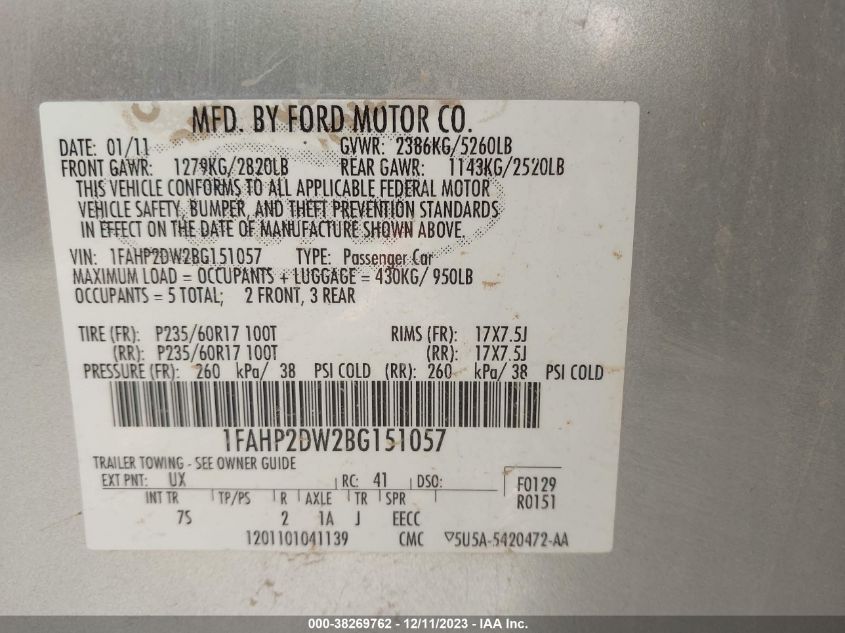 MFD. BY FORD MOTOR CO.
DATE: 01/11 GVWR: 2386KG/5260LB
FRONT GAWR: 1279KG/2820LB REAR GAWR: 1143KG/2520LB
THIS VEHICLE CONFORMS TO ALL APPLICABLE FEDERAL MOTOR
VEHICLE SAFETY, BUMPER, AND THEFT PREVENTION STANDARDS
IN EFFECT ON THE DATE OF MANUFACTURE SHOWN ABOVE.
VIN: 1FAHP2DW2BG151057 TYPE: Passenger Car
MAXIMUM LOAD = OCCUPANTS + LUGGAGE = 430KG/ 950LB
OCCUPANTS = 5 TOTAL; 2 FRONT, 3 REAR
TIRE (FR): P235/60R17 100T RIMS (FR): 17X7.5J
(RR): P235/60R17 100T (RR): 17X7.5J
PRESSURE (FR): 260 kPa/ 38 PSI COLD (RR): 260 kPa/ 38 PSI COLD
1FAHP2DW2BG151057
TRAILER TOWING - SEE OWNER GUIDE
EXT PNT: UX RC: 41 DSO: F0129
INT TR TP/PS R AXLE TR SPR R0151
7S 2 1A J EECC
1201101041139 CMC ▽5U5A-5420472-AA
000-38269762 - 12/11/2023 - IAA Inc.